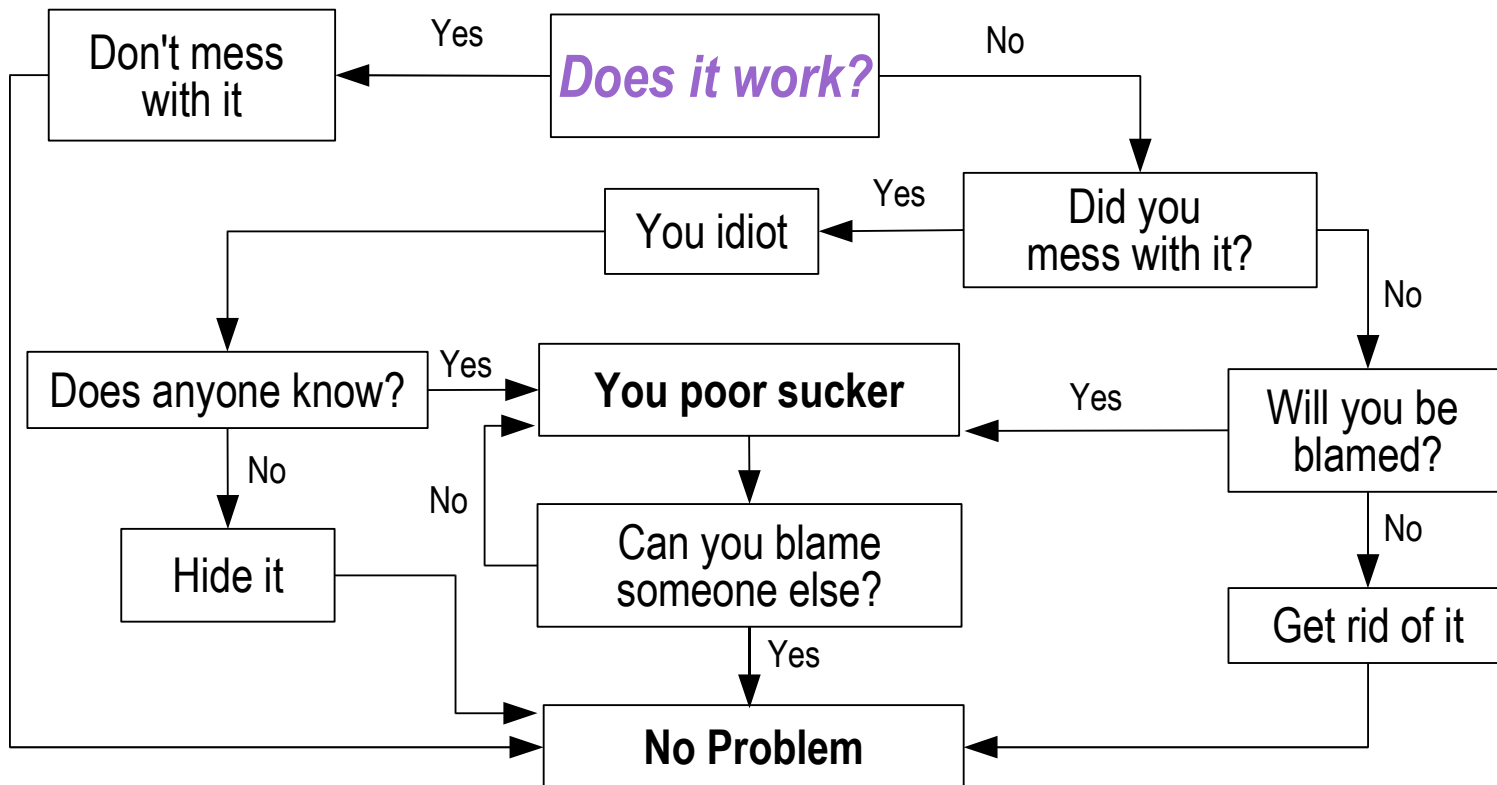 Don't mess
with it
Yes
Does it work?
No
You idiot
Yes
Did you
mess with it?
No
Does anyone know?
Yes
You poor sucker
Yes
Will you be
blamed?
No
No
Can you blame
someone else?
No
Hide it
Yes
Get rid of it
No Problem